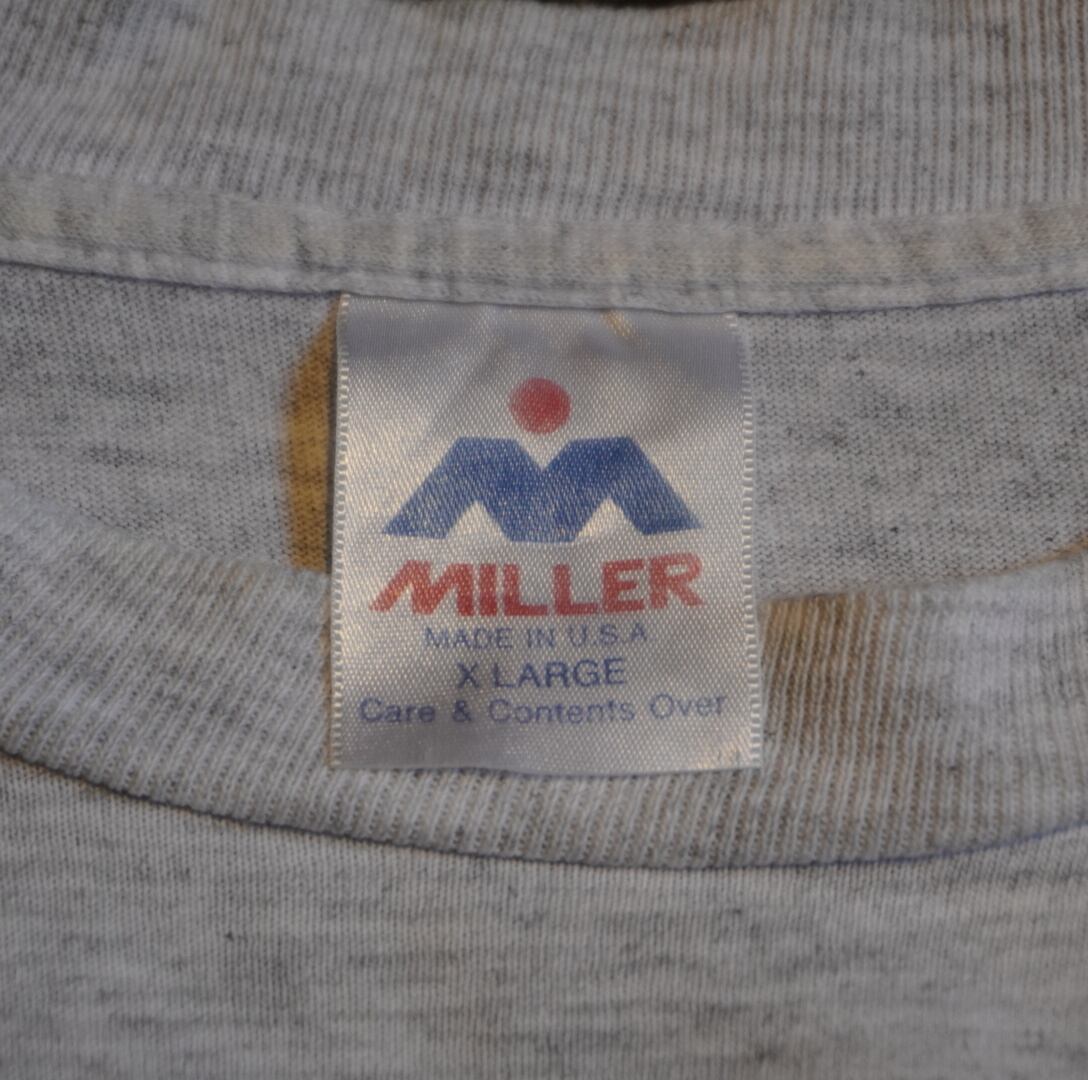 MILLER
MADE IN U.S.A
X LARGE
Care & Contents Over